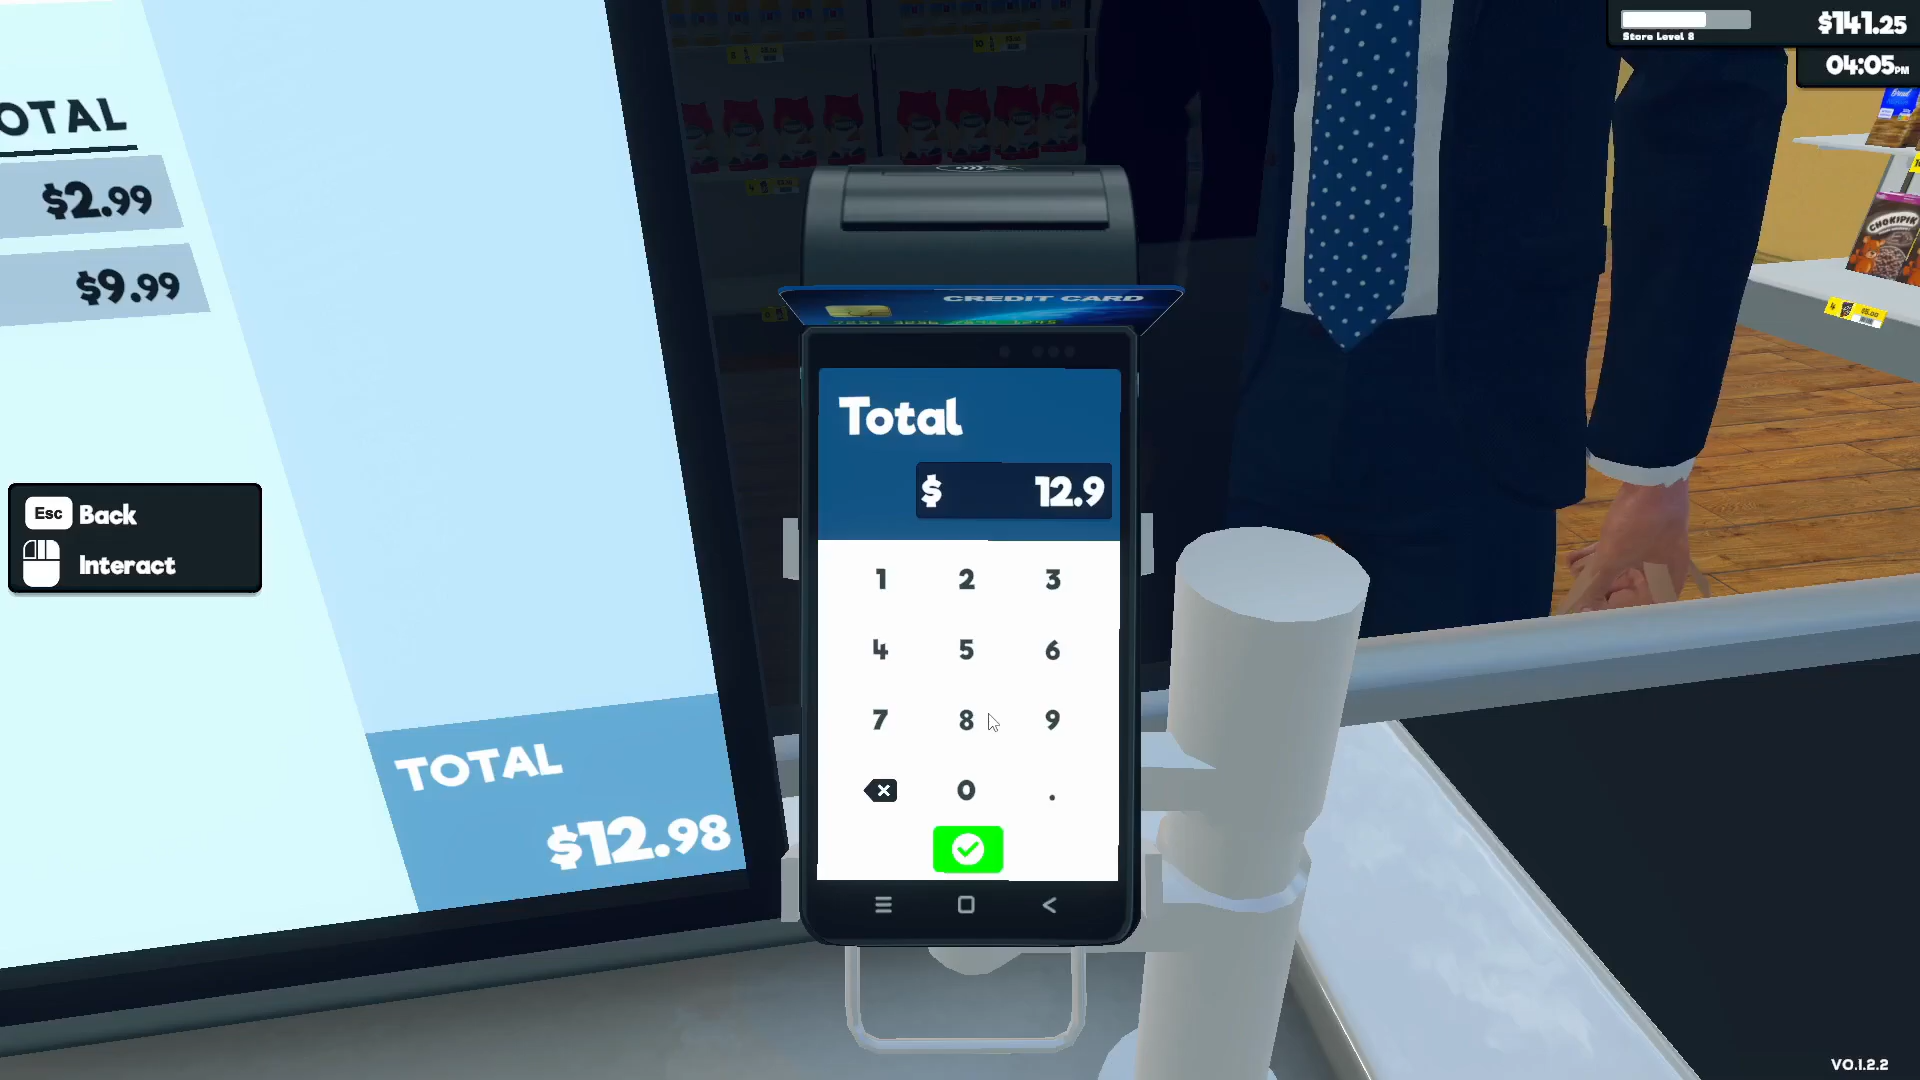 $141.25
Store Level 8
04:05PM
OTAL
$2.99
$9.99
CREDIT CARD
CHOKIPIK
$5.00
Total
$ 12.9
Esc Back
Interact
1 2 3
4 5 6
7 8 9
0 .
TOTAL
$12.98
V0.1.2.2